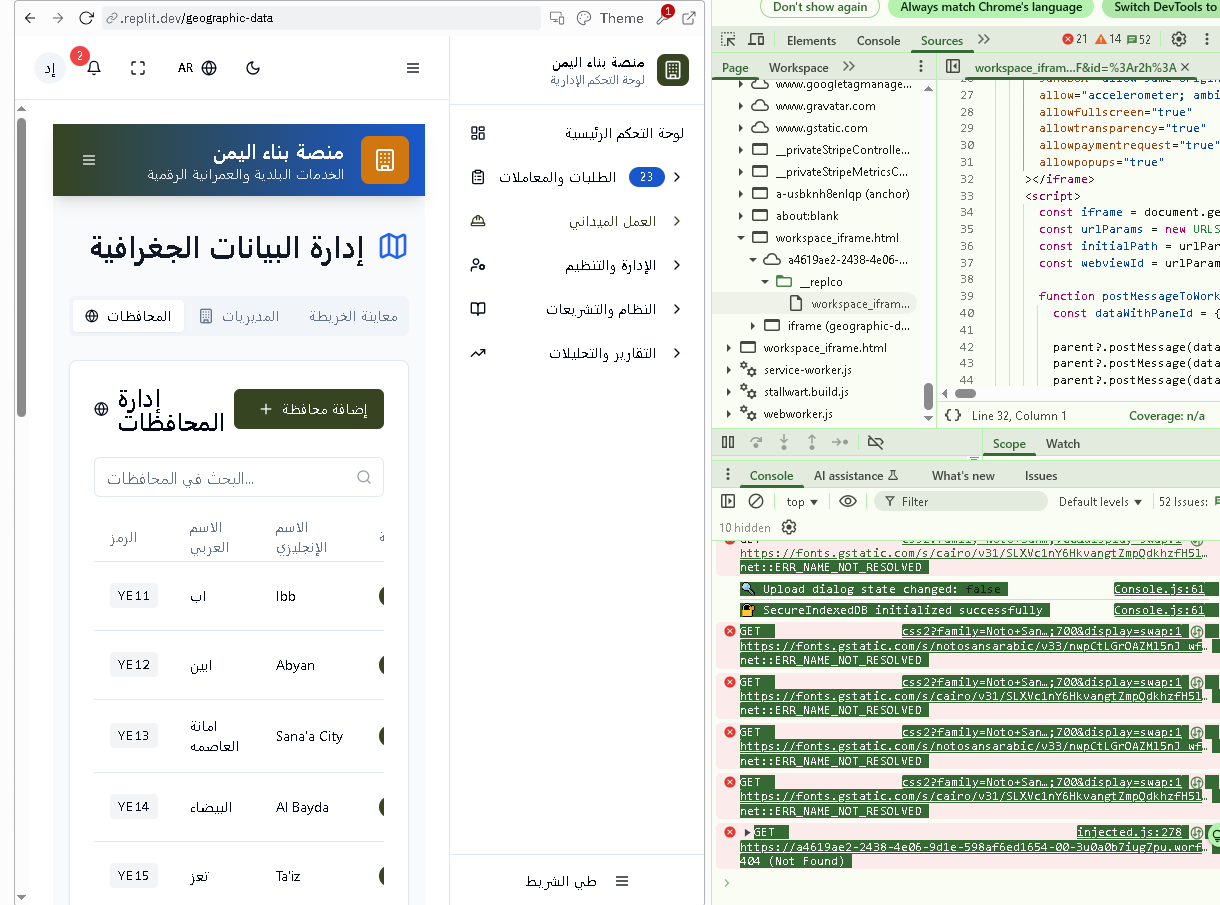 .replit.dev/geographic-data
Theme
1
إد
2
AR
منصة بناء اليمن
لوحة التحكم الإدارية
منصة بناء اليمن
الخدمات البلدية والعمرانية الرقمية
إدارة البيانات الجغرافية
المحافظات
المديريات
معاينة الخريطة
إدارة المحافظات
إضافة محافظة
البحث في المحافظات...
الرمز
الاسم العربي
الاسم الإنجليزي
YE11
اب
Ibb
YE12
ابين
Abyan
YE13
امانة العاصمه
Sana'a City
YE14
البيضاء
Al Bayda
YE15
تعز
Ta'iz
لوحة التحكم الرئيسية
الطلبات والمعاملات
23
العمل الميداني
الإدارة والتنظيم
النظام والتشريعات
التقارير والتحليلات
طي الشريط
Don't show again
Always match Chrome's language
Switch DevTools to
Elements
Console
Sources
21
14
52
Page
Workspace
workspace_ifram...F&id=%3Ar2h%3A
www.googletagmanage...
www.gravatar.com
www.gstatic.com
__privateStripeControlle...
__privateStripeMetricsC...
a-usbknh8enlqp (anchor)
about:blank
workspace_iframe.html
a4619ae2-2438-4e06-...
__replco
workspace_ifram...
iframe (geographic-d...
workspace_iframe.html
service-worker.js
stallwart.build.js
webworker.js
27 allow="accelerometer; ambi
28 allowfullscreen="true"
29 allowtransparency="true"
30 allowpaymentrequest="true"
31 allowpopups="true"
32 ></iframe>
33 <script>
34 const iframe = document.ge
35 const urlParams = new URLS
36 const initialPath = urlPar
37 const webviewId = urlParam
38
39 function postMessageToWork
40 const dataWithPaneId = {
41
42 parent?.postMessage(data
43 parent?.postMessage(data
44 parent?.postMessage(data
Line 32, Column 1
Coverage: n/a
Scope
Watch
Console
AI assistance
What's new
Issues
top
Filter
Default levels
52 Issues:
10 hidden
https://fonts.gstatic.com/s/cairo/v31/SLXVc1nY6HkvangtZmpQdkhzfH5l…
net::ERR_NAME_NOT_RESOLVED
Upload dialog state changed: false Console.js:61
SecureIndexedDB initialized successfully Console.js:61
GET css2?family=Noto+San…;700&display=swap:1
https://fonts.gstatic.com/s/notosansarabic/v33/nwpCtLGrOAZMl5nJ_wf…
net::ERR_NAME_NOT_RESOLVED
GET css2?family=Noto+San…;700&display=swap:1
https://fonts.gstatic.com/s/cairo/v31/SLXVc1nY6HkvangtZmpQdkhzfH5l…
net::ERR_NAME_NOT_RESOLVED
GET css2?family=Noto+San…;700&display=swap:1
https://fonts.gstatic.com/s/notosansarabic/v33/nwpCtLGrOAZMl5nJ_wf…
net::ERR_NAME_NOT_RESOLVED
GET css2?family=Noto+San…;700&display=swap:1
https://fonts.gstatic.com/s/cairo/v31/SLXVc1nY6HkvangtZmpQdkhzfH5l…
net::ERR_NAME_NOT_RESOLVED
GET injected.js:278
https://a4619ae2-2438-4e06-9d1e-598af6ed1654-00-3u0a0b7iug7pu.worf…
404 (Not Found)